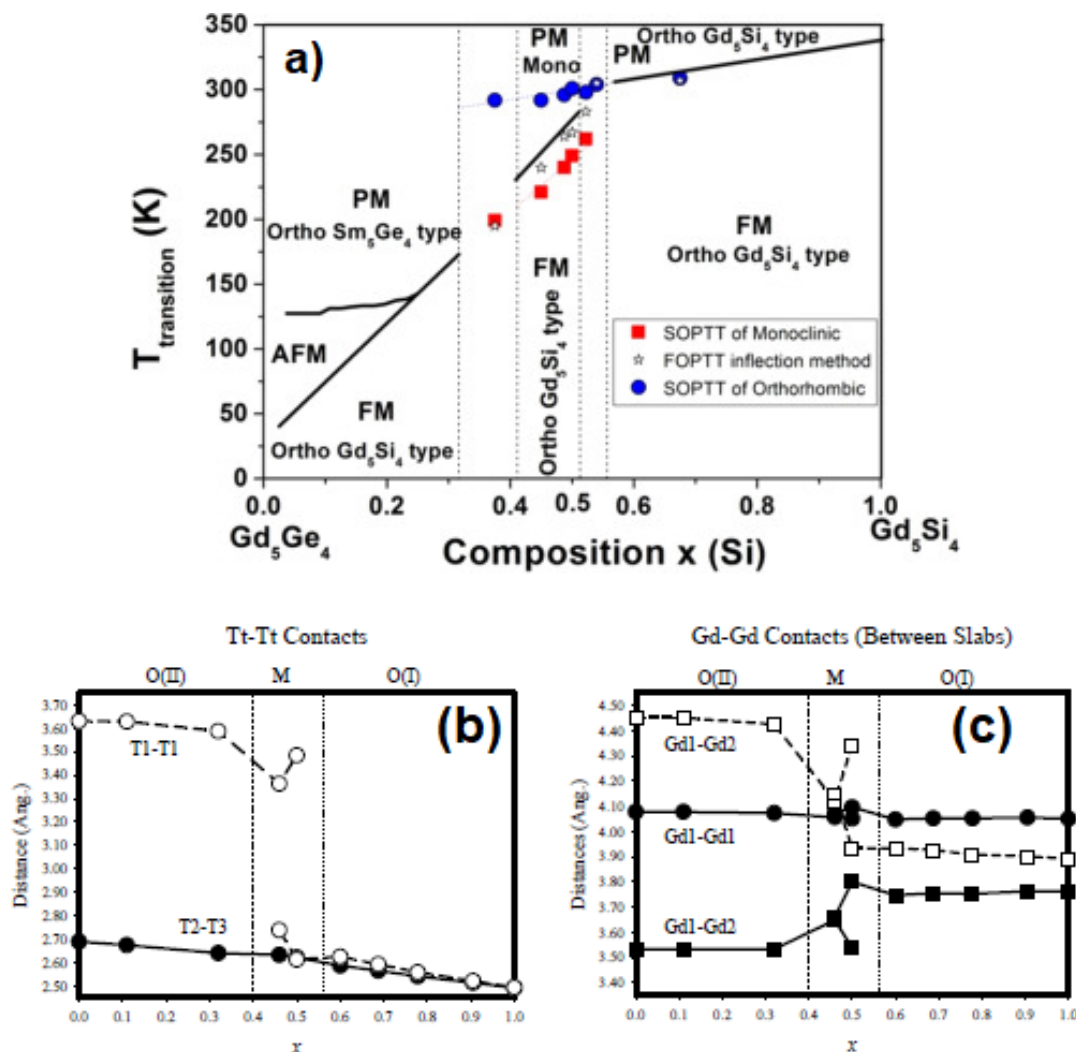 a)
350
300
250
200
150
100
50
0
T transition (K)
PM
Mono
PM
Ortho Gd5Si4 type
PM
Ortho Sm5Ge4 type
AFM
FM
Ortho Gd5Si4 type
FM
Ortho Gd5Si4 type
FM
Ortho Gd5Si4 type
SOPTT of Monoclinic
FOPTT inflection method
SOPTT of Orthorhombic
0.0 0.2 0.4 0.5 0.6 0.8 1.0
Gd5Ge4
Composition x (Si)
Gd5Si4
Tt-Tt Contacts
O(II) M O(I)
(b)
3.70
3.60
3.50
3.40
3.30
3.20
3.10
3.00
2.90
2.80
2.70
2.60
2.50
Distance (Ang.)
T1-T1
T2-T3
0.0 0.1 0.2 0.3 0.4 0.5 0.6 0.7 0.8 0.9 1.0
x
Gd-Gd Contacts (Between Slabs)
O(II) M O(I)
(c)
4.50
4.40
4.30
4.20
4.10
4.00
3.90
3.80
3.70
3.60
3.50
3.40
Distances (Ang.)
Gd1-Gd2
Gd1-Gd1
Gd1-Gd2
0.0 0.1 0.2 0.3 0.4 0.5 0.6 0.7 0.8 0.9 1.0
x